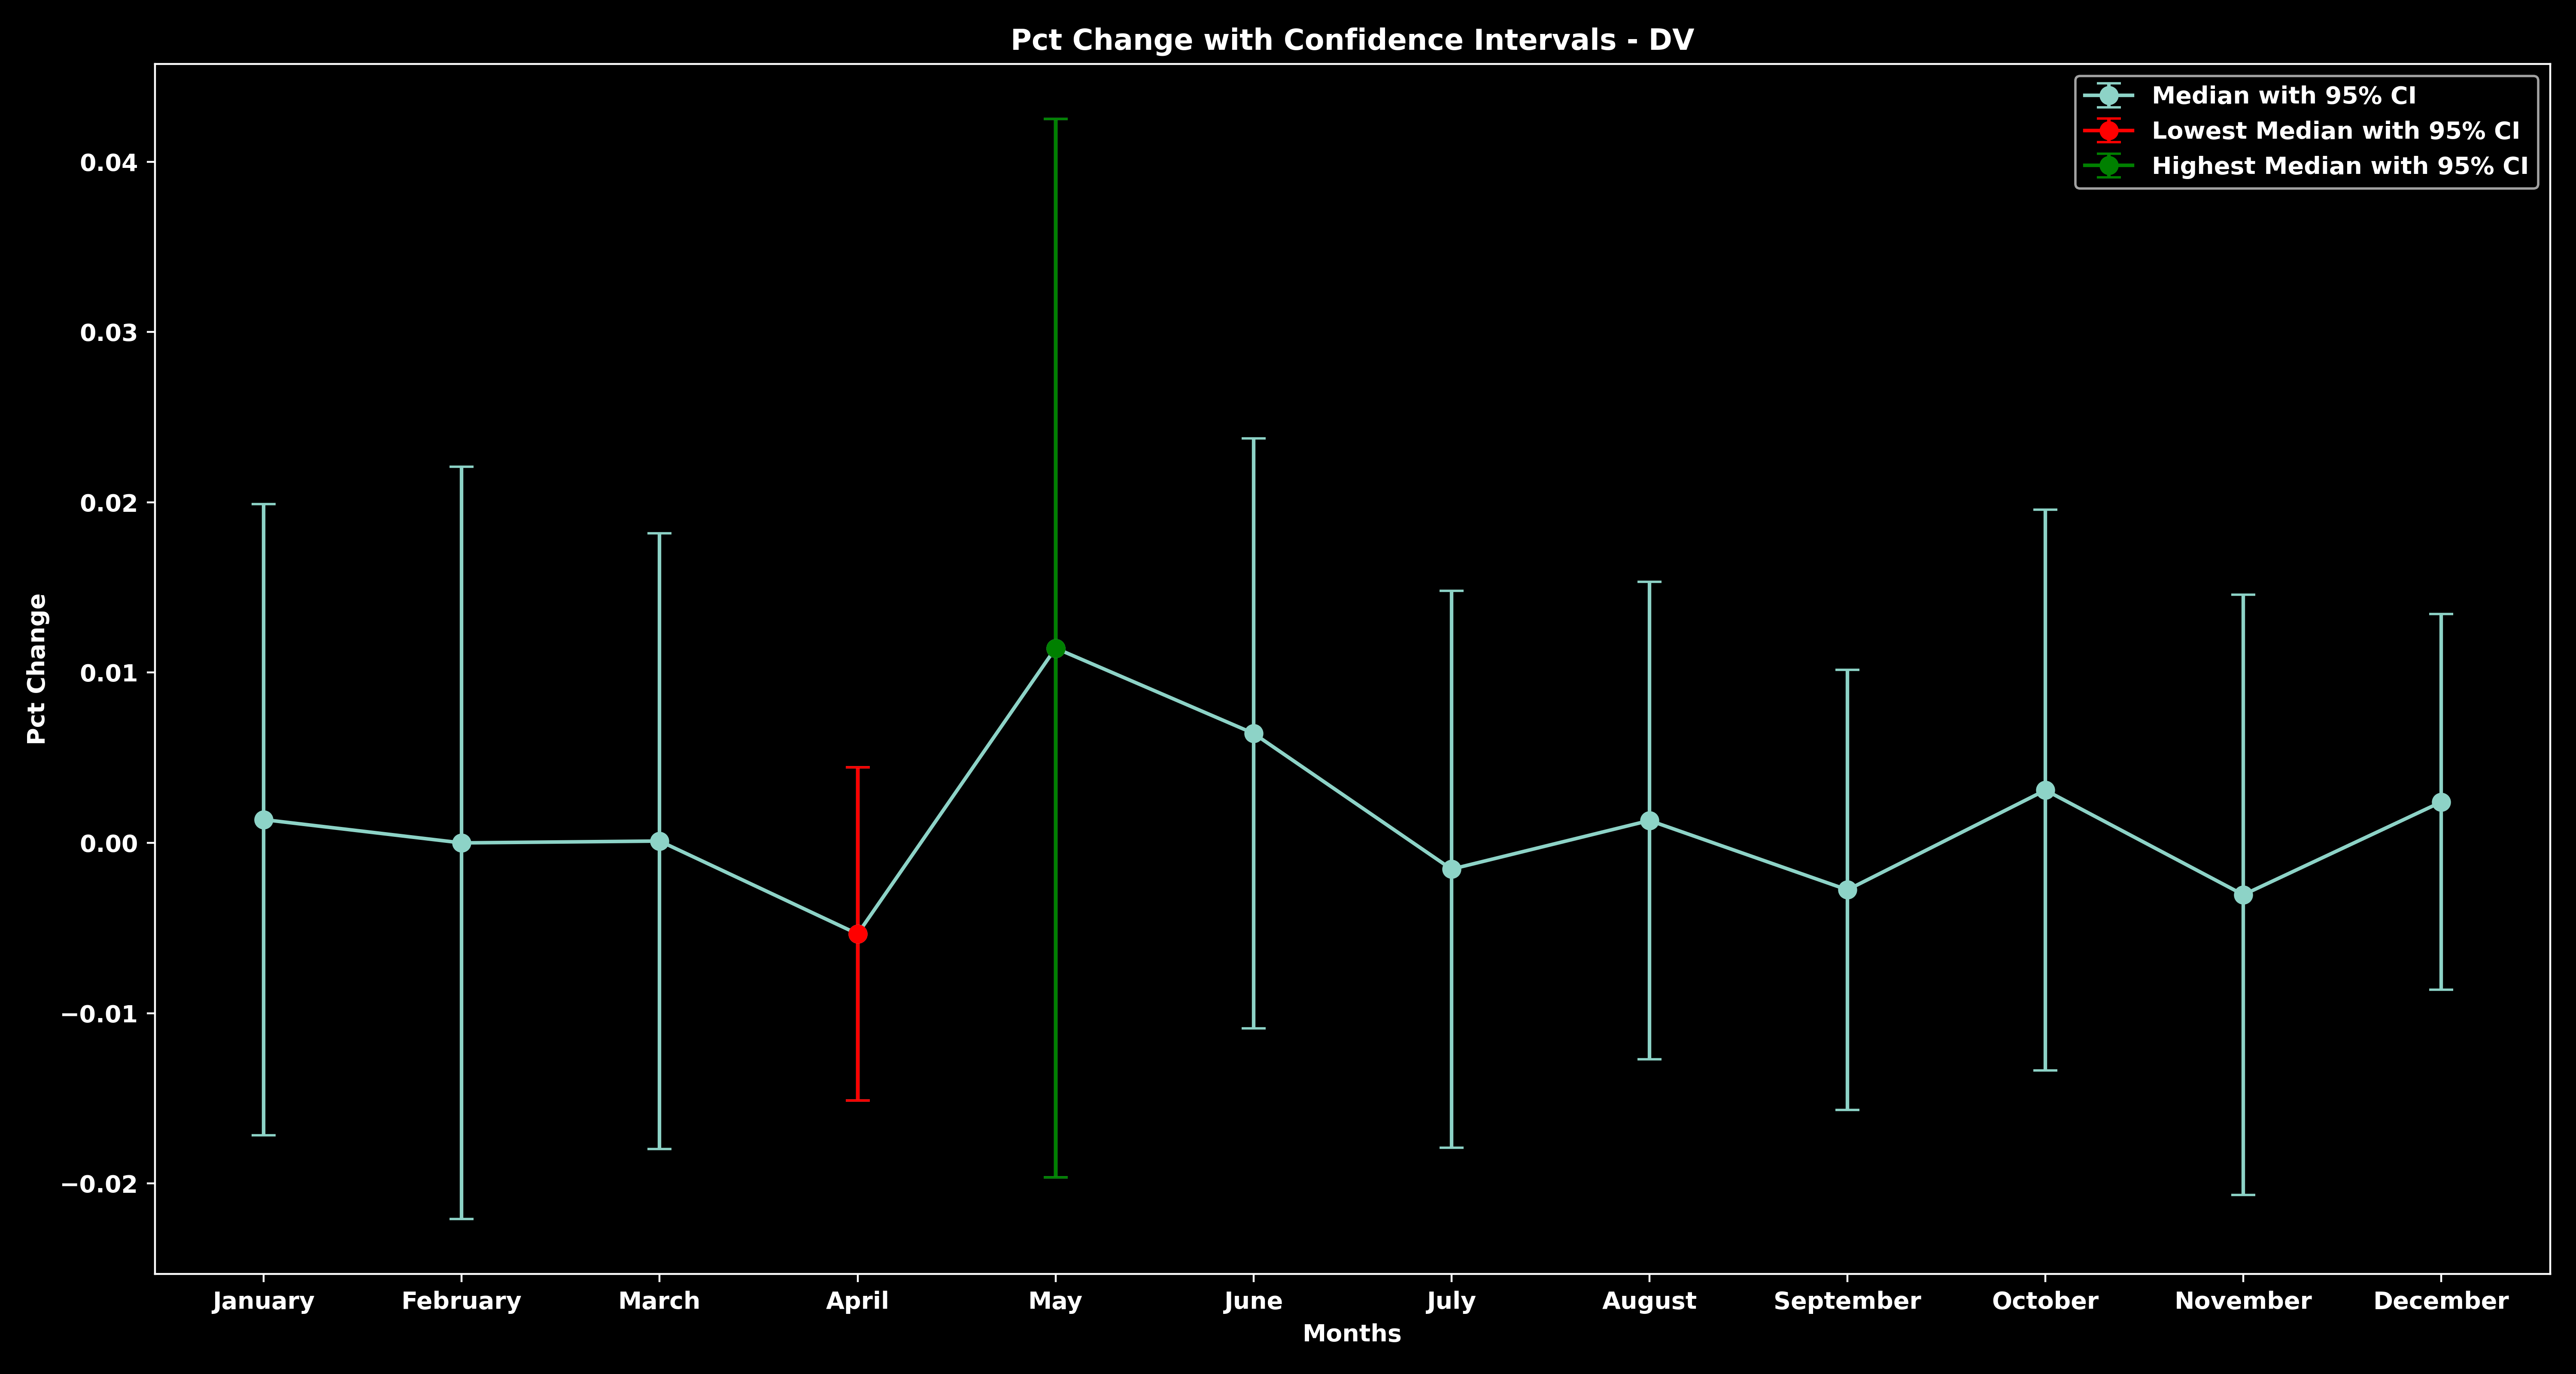 Pct Change with Confidence Intervals - DV
Median with 95% CI
Lowest Median with 95% CI
Highest Median with 95% CI
Pct Change
0.04
0.03
0.02
0.01
0.00
−0.01
−0.02
January February March April May June July August September October November December
Months